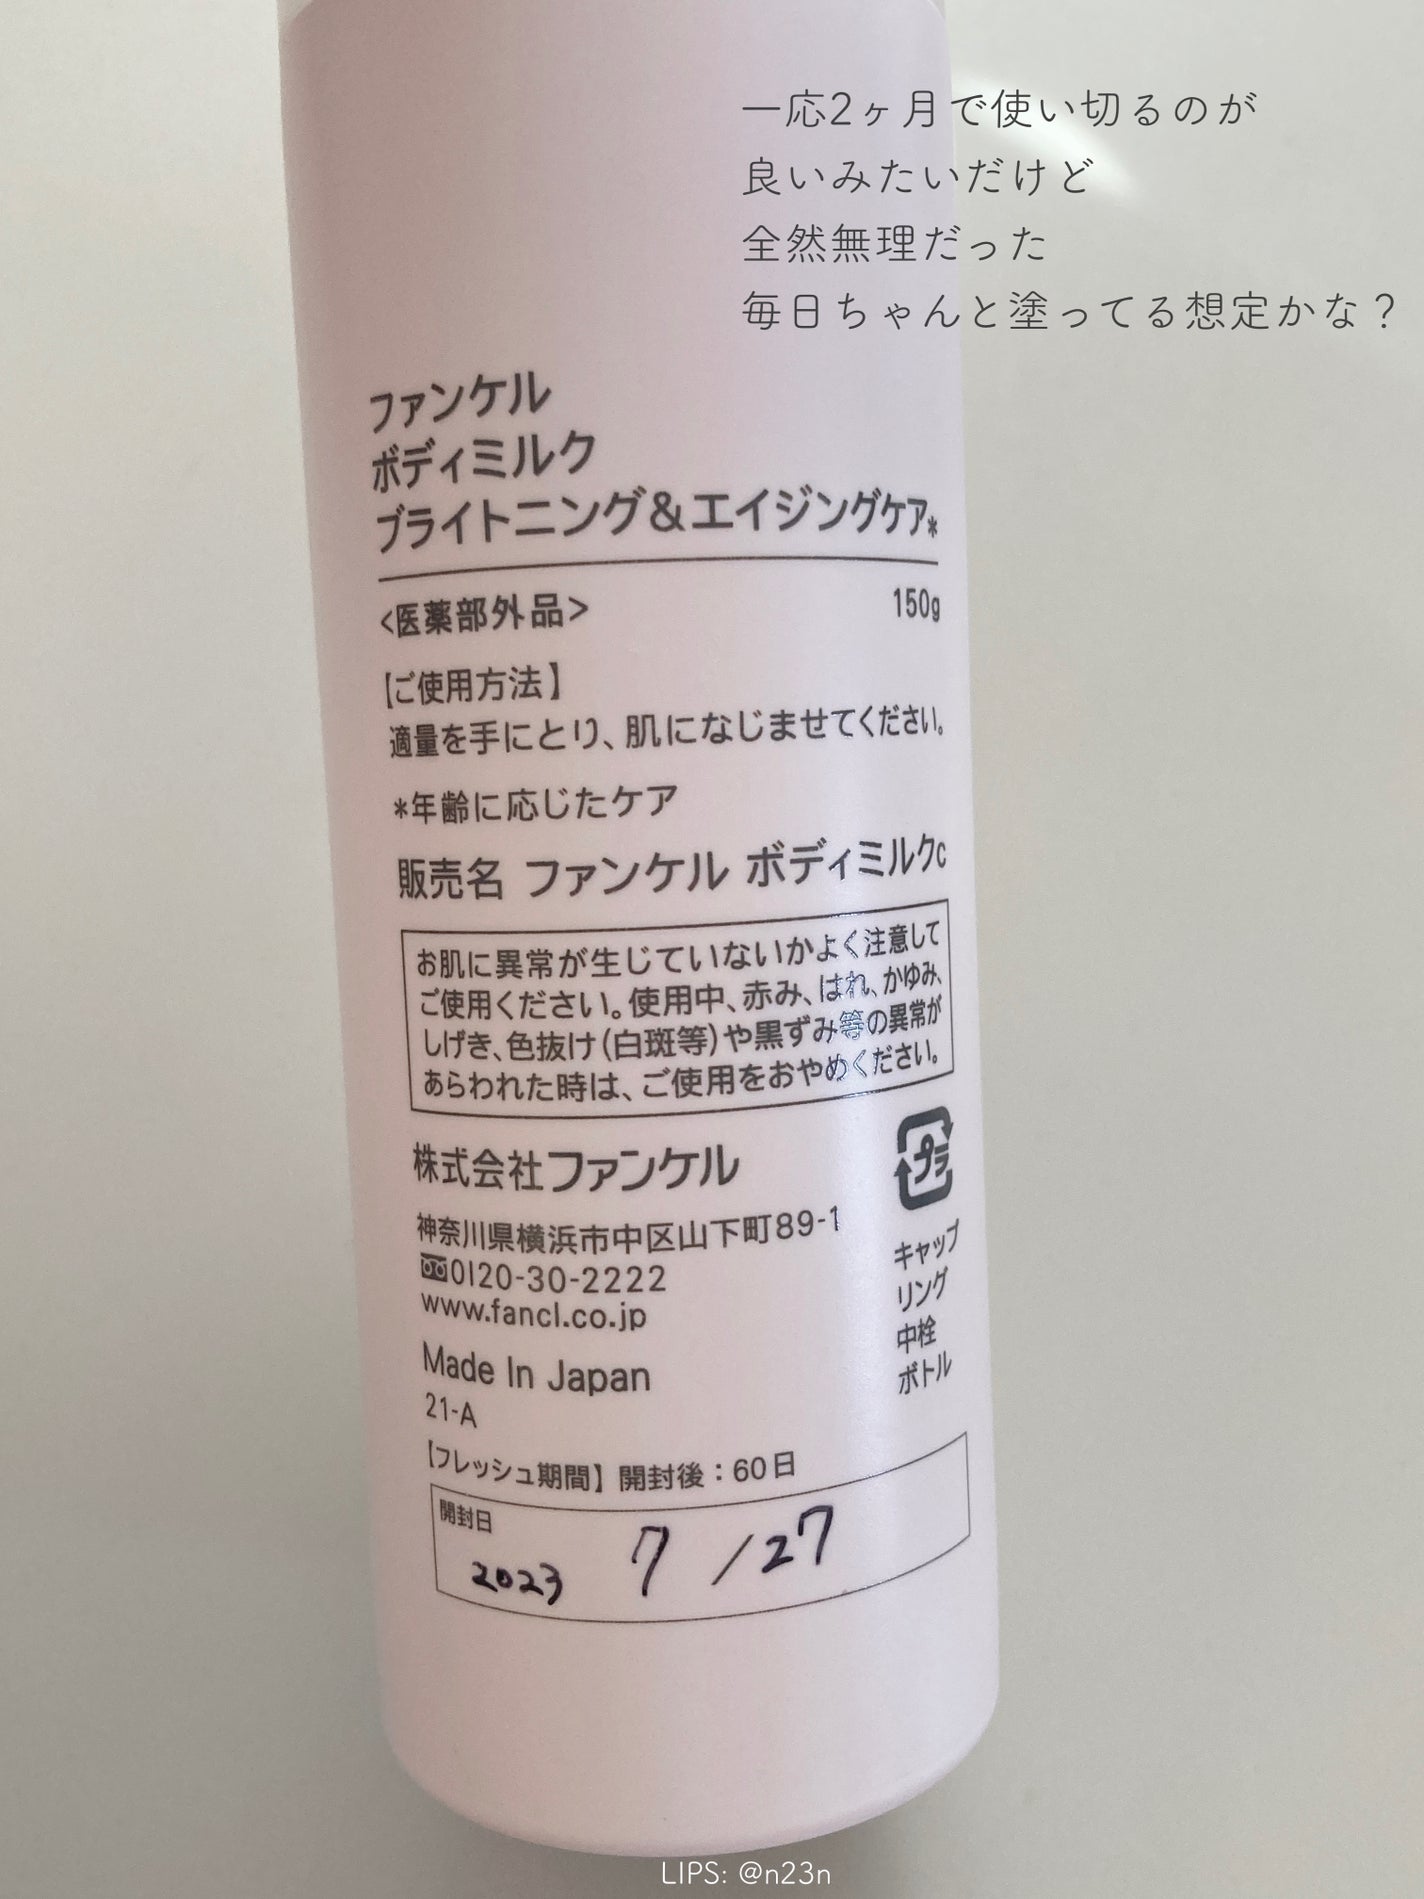 一応2ヶ月で使い切るのが
良いみたいだけど
全然無理だった
毎日ちゃんと塗ってる想定かな？
ファンケル
ボディミルク
ブライトニング&エイジングケア*
<医薬部外品> 150g
【ご使用方法】
適量を手にとり、肌になじませてください。
*年齢に応じたケア
販売名 ファンケル ボディミルクc
お肌に異常が生じていないかよく注意して
ご使用ください。使用中、赤み、はれ、かゆみ、
しげき、色抜け(白斑等)や黒ずみ等の異常が
あらわれた時は、ご使用をおやめください。
株式会社ファンケル
神奈川県横浜市中区山下町89-1
0120-30-2222
www.fancl.co.jp
Made In Japan
21-A
プラ
キャップ
リング
中栓
ボトル
【フレッシュ期間】開封後：60日
開封日
2023 7/27
LIPS: @n23n